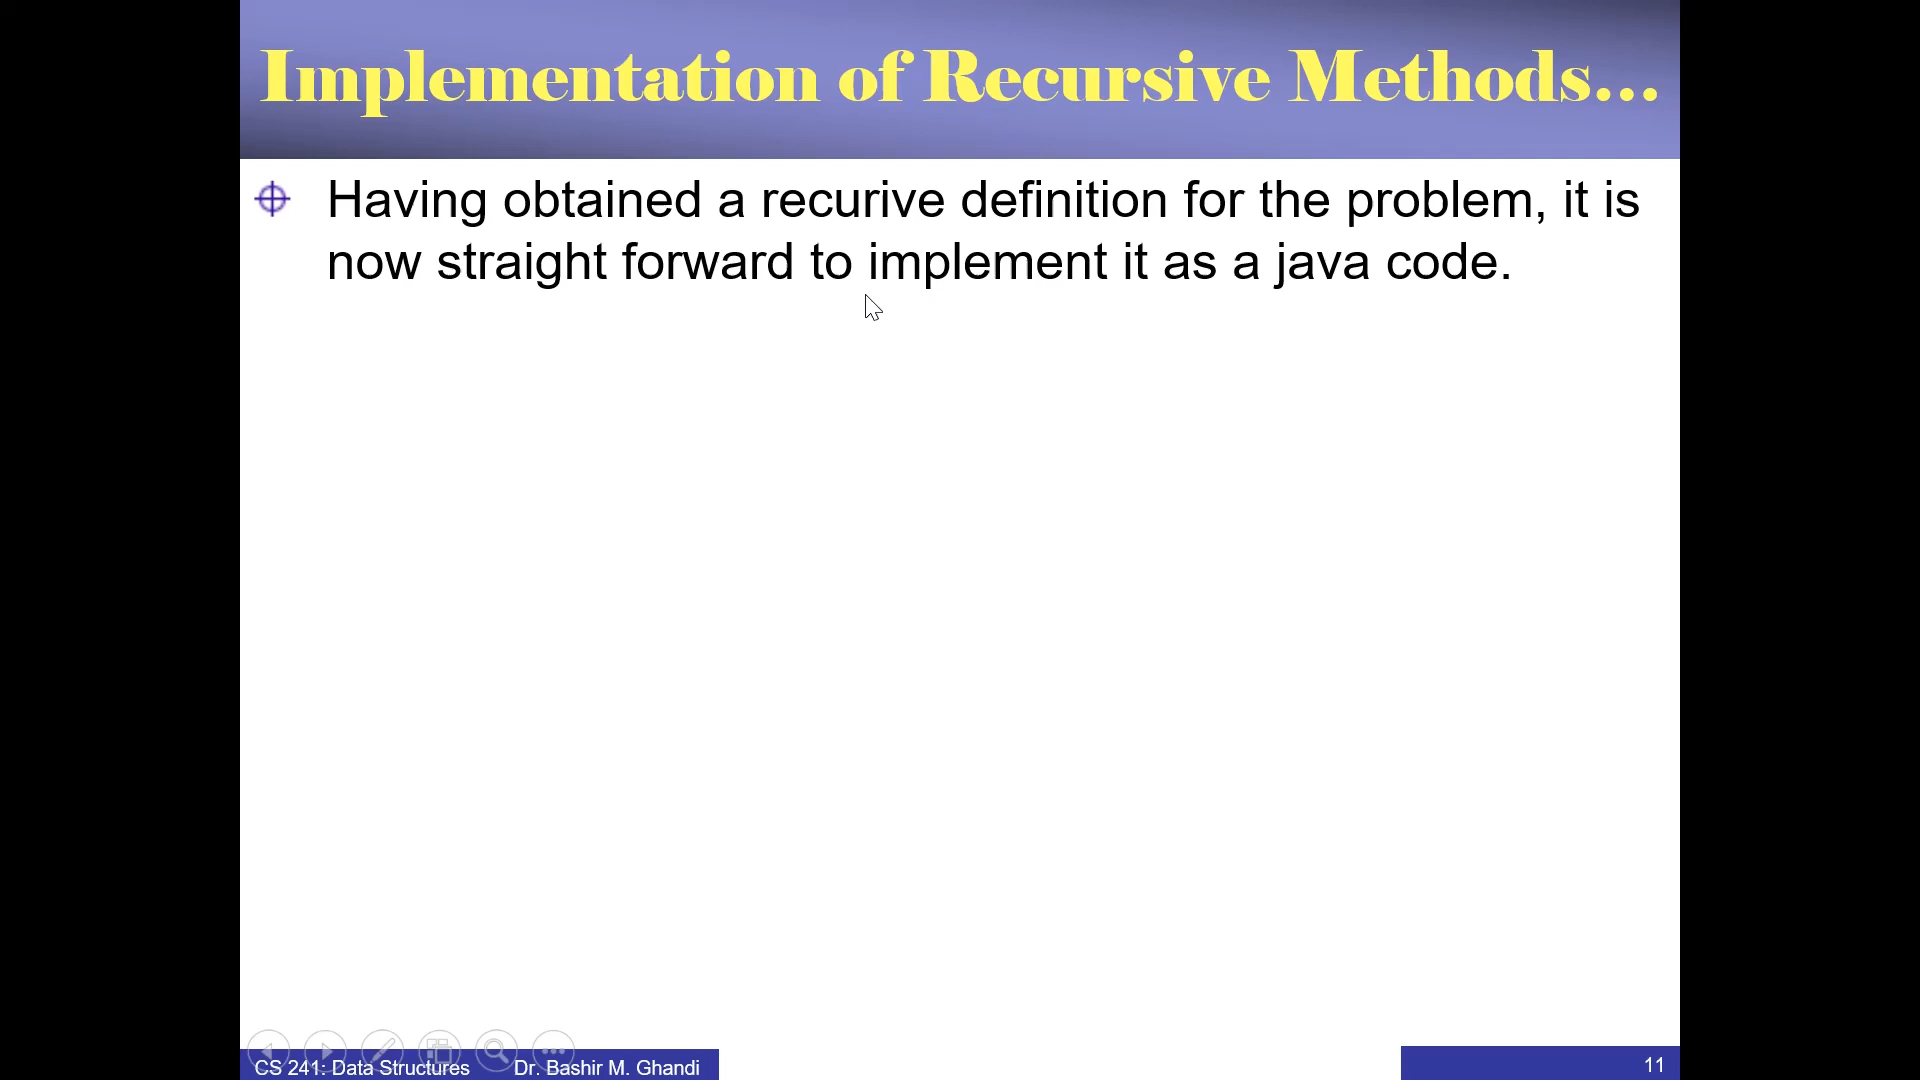 Implementation of Recursive Methods...
Having obtained a recurive definition for the problem, it is
now straight forward to implement it as a java code.
CS 241: Data Structures Dr. Bashir M. Ghandi
11